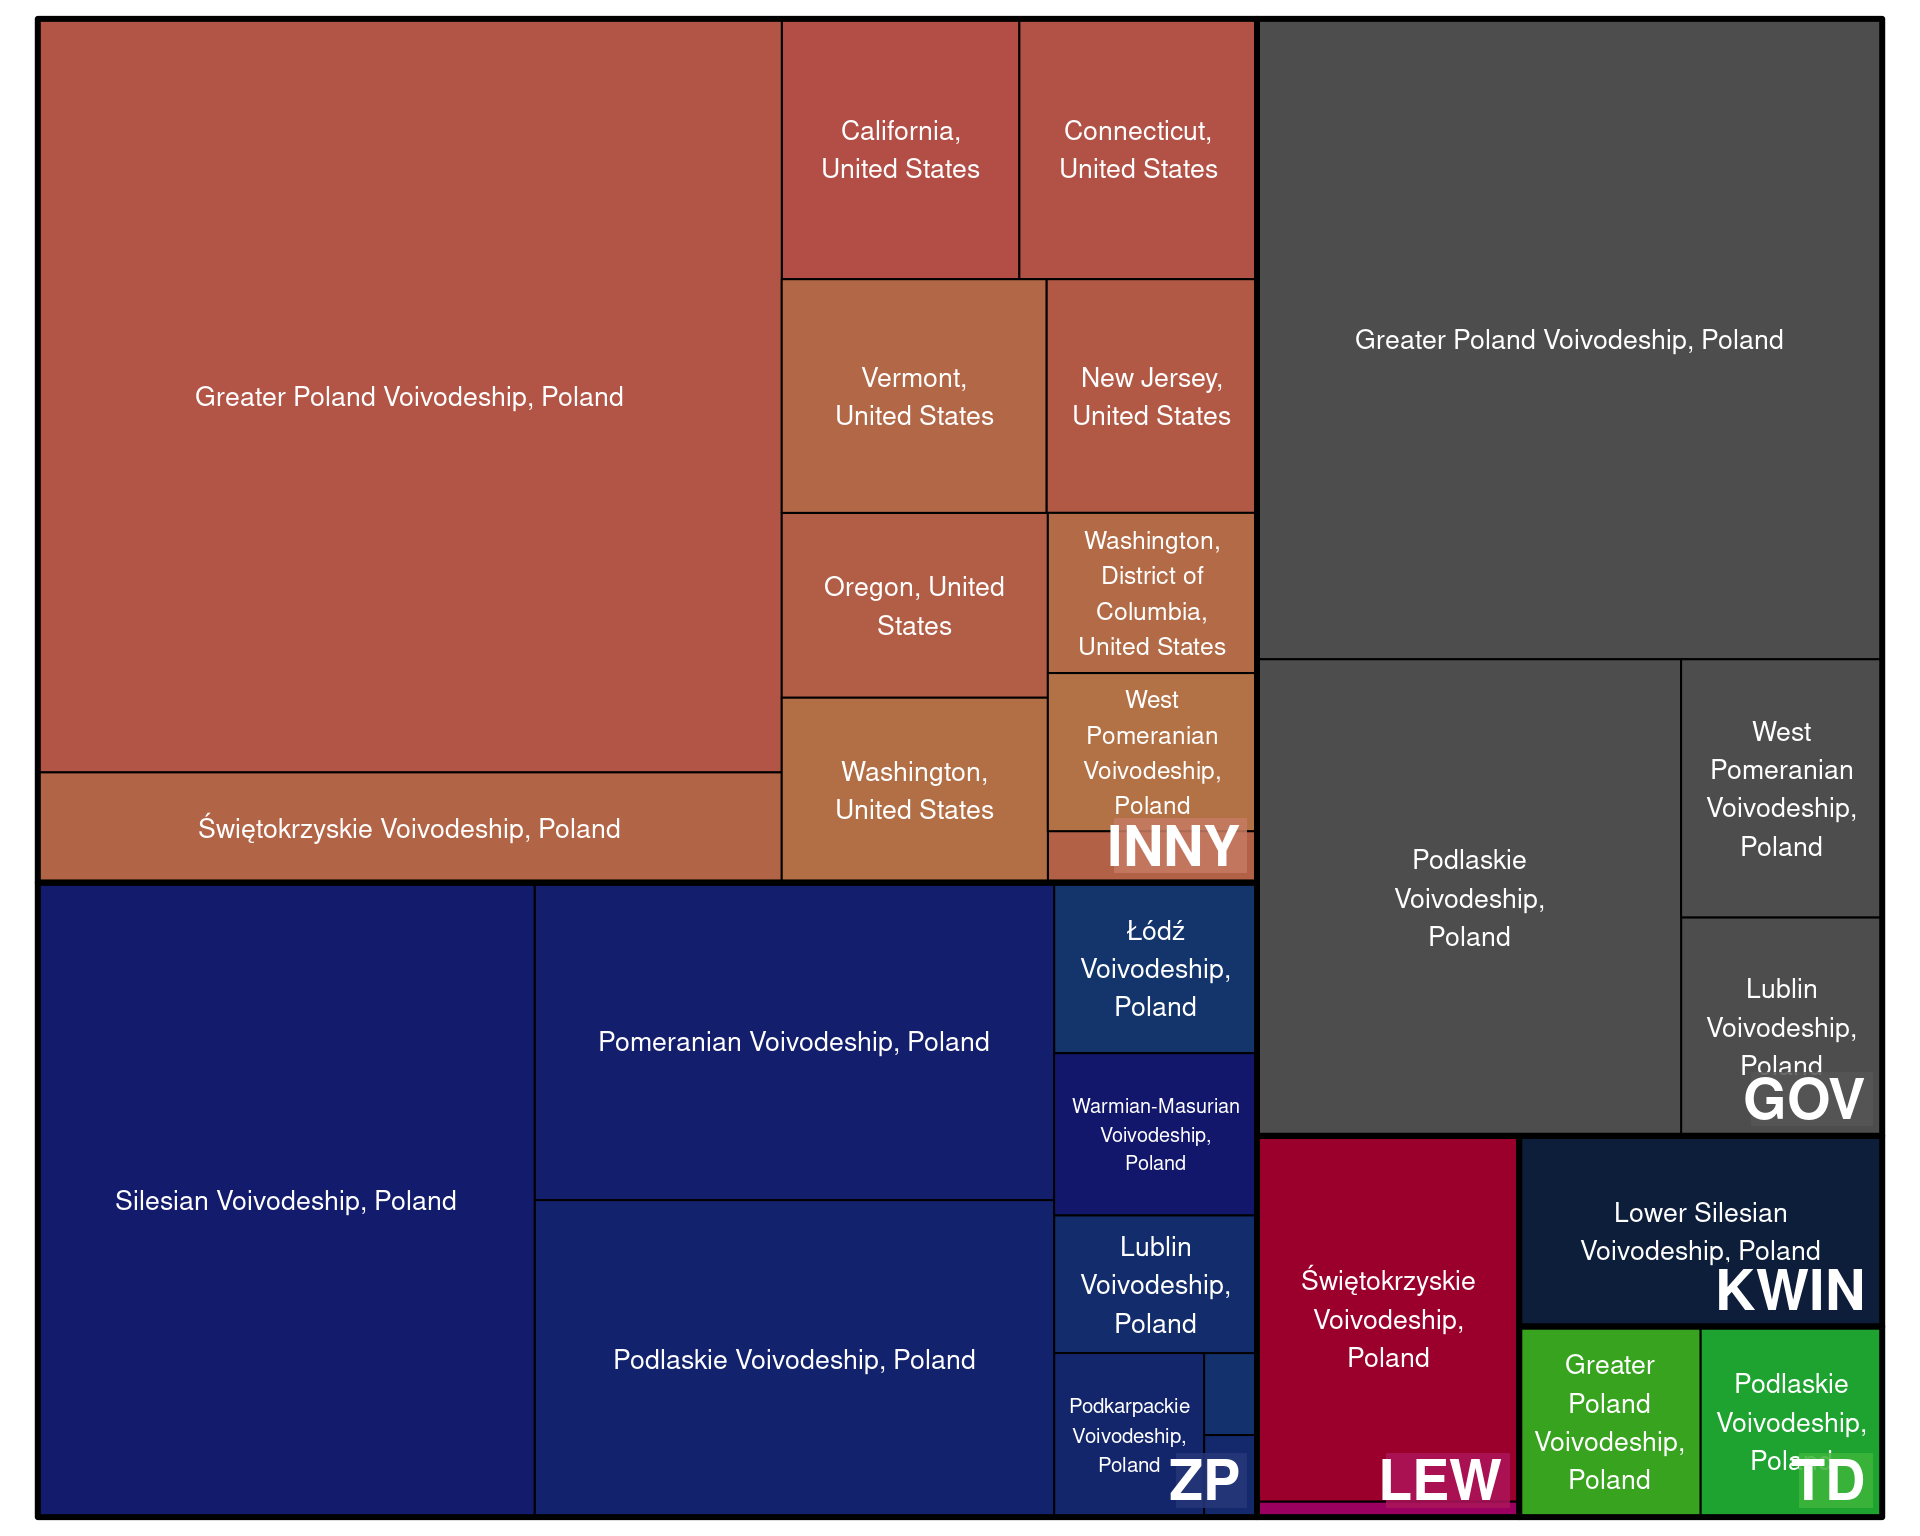 Greater Poland Voivodeship, Poland
Świętokrzyskie Voivodeship, Poland
California,
United States
Connecticut,
United States
Vermont,
United States
New Jersey,
United States
Oregon, United
States
Washington,
District of
Columbia,
United States
Washington,
United States
West
Pomeranian
Voivodeship,
Poland
INNY
Silesian Voivodeship, Poland
Pomeranian Voivodeship, Poland
Podlaskie Voivodeship, Poland
Łódź
Voivodeship,
Poland
Warmian-Masurian
Voivodeship,
Poland
Lublin
Voivodeship,
Poland
Podkarpackie
Voivodeship,
Poland
ZP
Greater Poland Voivodeship, Poland
Podlaskie
Voivodeship,
Poland
West
Pomeranian
Voivodeship,
Poland
Lublin
Voivodeship,
Poland
GOV
Świętokrzyskie
Voivodeship,
Poland
LEW
Lower Silesian
Voivodeship, Poland
KWIN
Greater
Poland
Voivodeship,
Poland
Podlaskie
Voivodeship,
Poland
TD